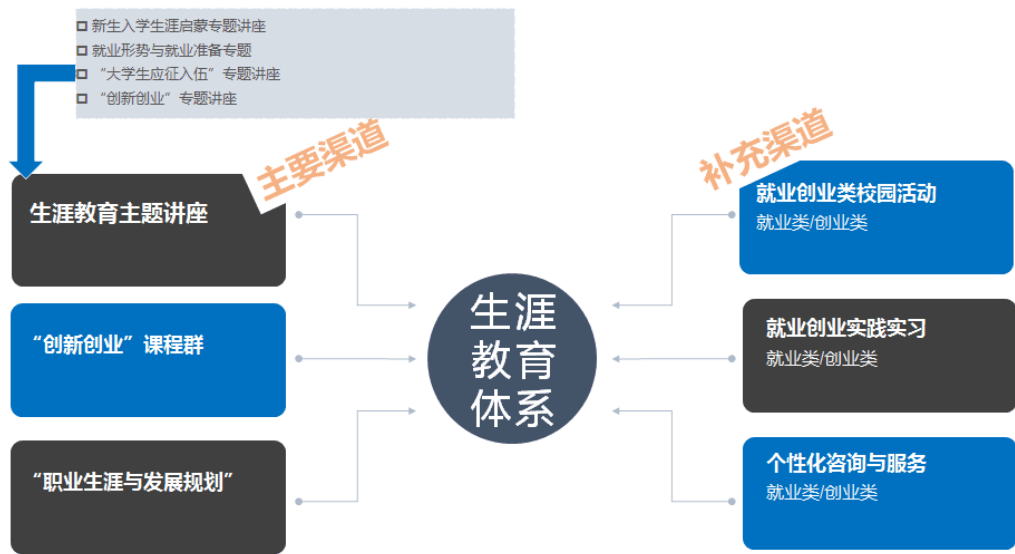 新生入学生涯启蒙专题讲座
就业形势与就业准备专题
“大学生应征入伍”专题讲座
“创新创业”专题讲座
主要渠道
补充渠道
生涯教育主题讲座
“创新创业”课程群
“职业生涯与发展规划”
生涯
教育
体系
就业创业类校园活动
就业类/创业类
就业创业实践实习
就业类/创业类
个性化咨询与服务
就业类/创业类